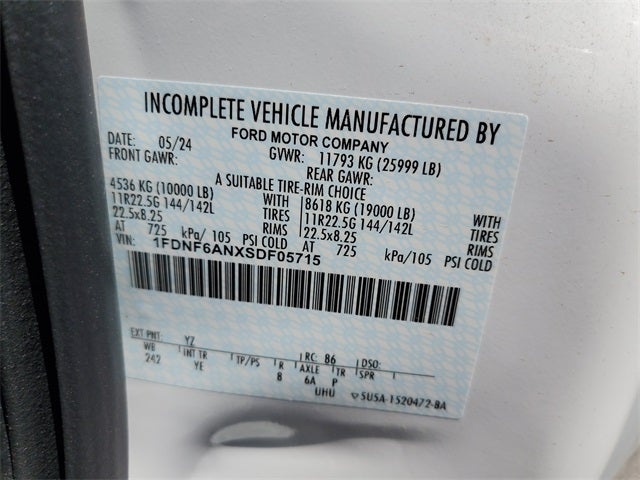 INCOMPLETE VEHICLE MANUFACTURED BY
FORD MOTOR COMPANY
DATE: 05/24 GVWR: 11793 KG (25999 LB)
FRONT GAWR: REAR GAWR:
A SUITABLE TIRE-RIM CHOICE
4536 KG (10000 LB) WITH 8618 KG (19000 LB) WITH
11R22.5G 144/142L TIRES 11R22.5G 144/142L TIRES
22.5x8.25 RIMS 22.5x8.25 RIMS
AT 725 kPa/ 105 PSI COLD AT 725 kPa/105 PSI COLD
VIN: 1FDNF6ANXSDF05715
EXT PNT: YZ RC: 86 DSO:
WB INT TR TP/PS R AXLE TR SPR
242 YE B 6A P
UHU SU5A-1520472-BA